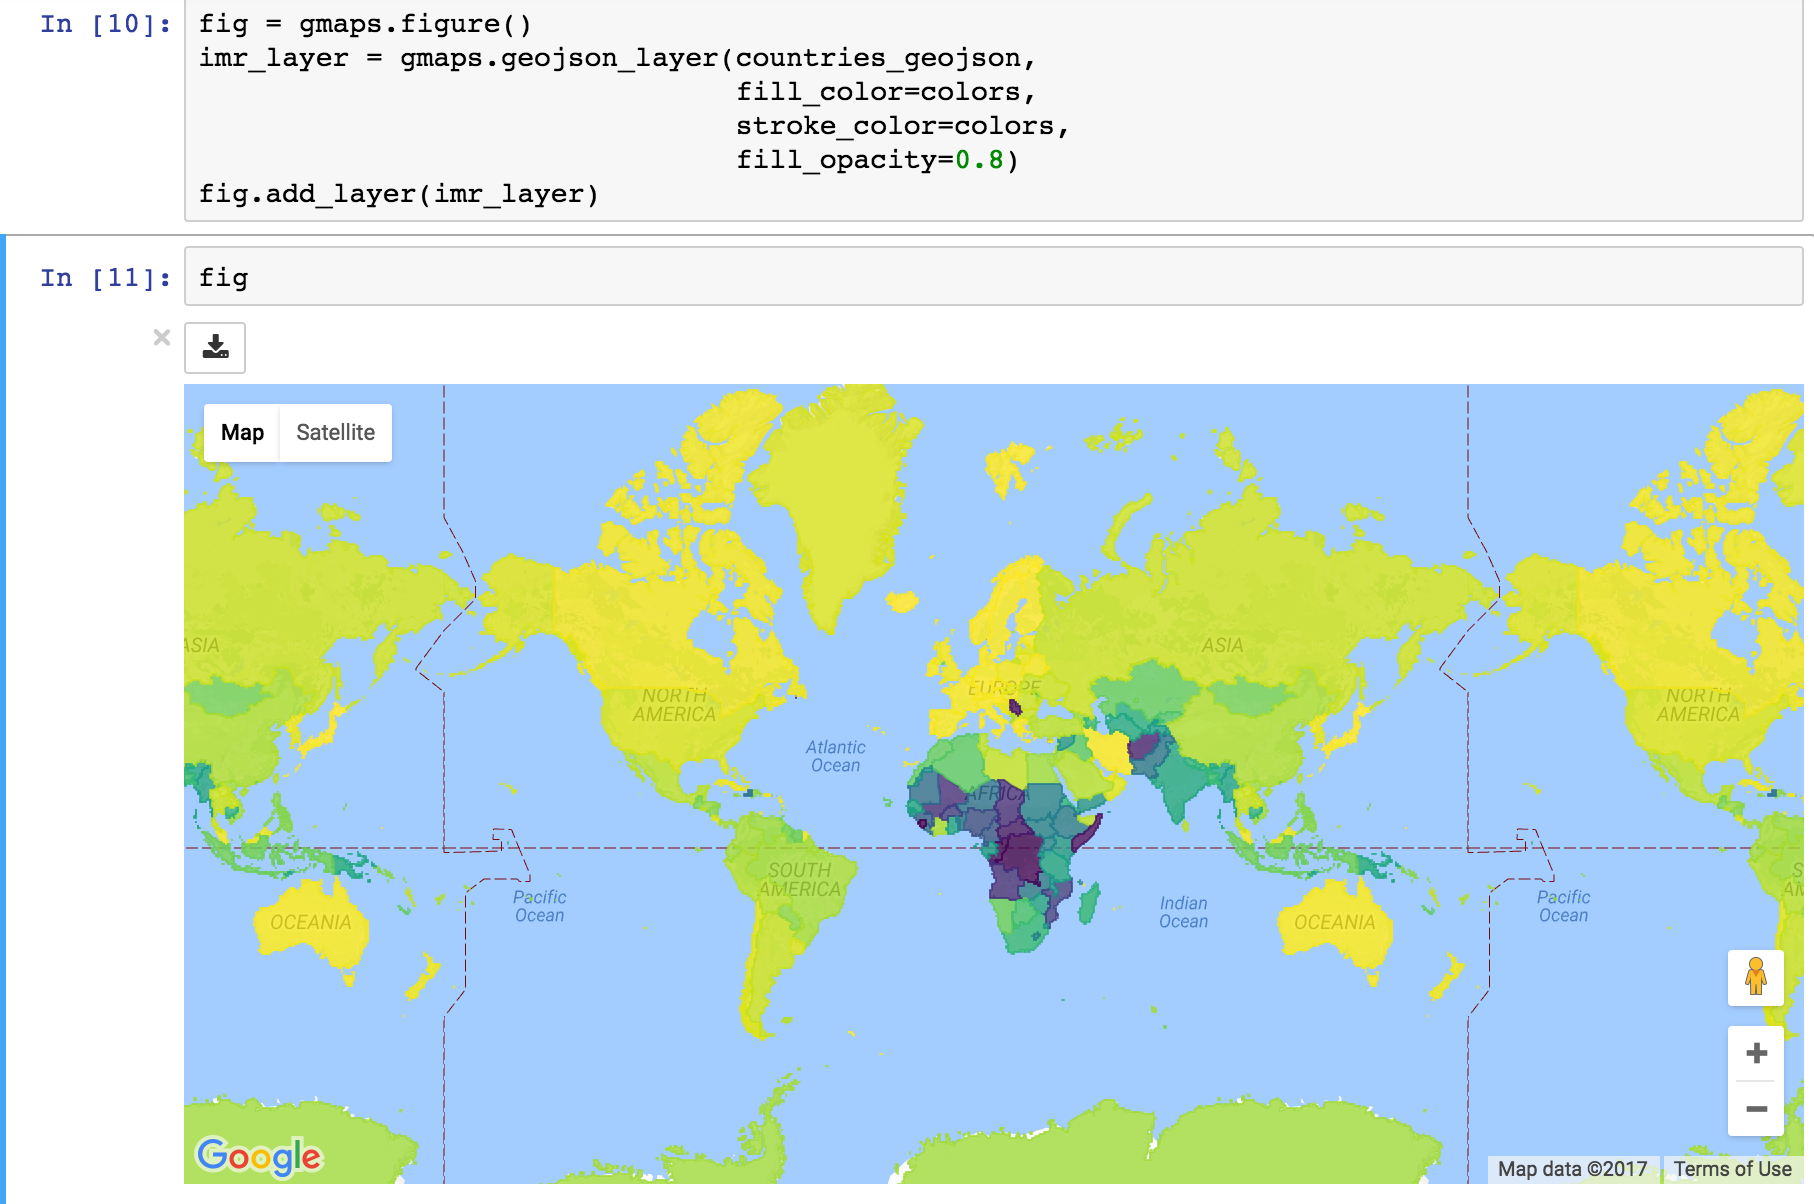 In [10]:
fig = gmaps.figure()
imr_layer = gmaps.geojson_layer(countries_geojson,
fill_color=colors,
stroke_color=colors,
fill_opacity=0.8)
fig.add_layer(imr_layer)
In [11]:
fig
Map
Satellite
ASIA
NORTH
AMERICA
Atlantic
Ocean
EUROPE
ASIA
NORTH
AMERICA
AFRICA
SOUTH
AMERICA
OCEANIA
Pacific
Ocean
Indian
Ocean
OCEANIA
Pacific
Ocean
S
AM
Google
Map data ©2017
Terms of Use